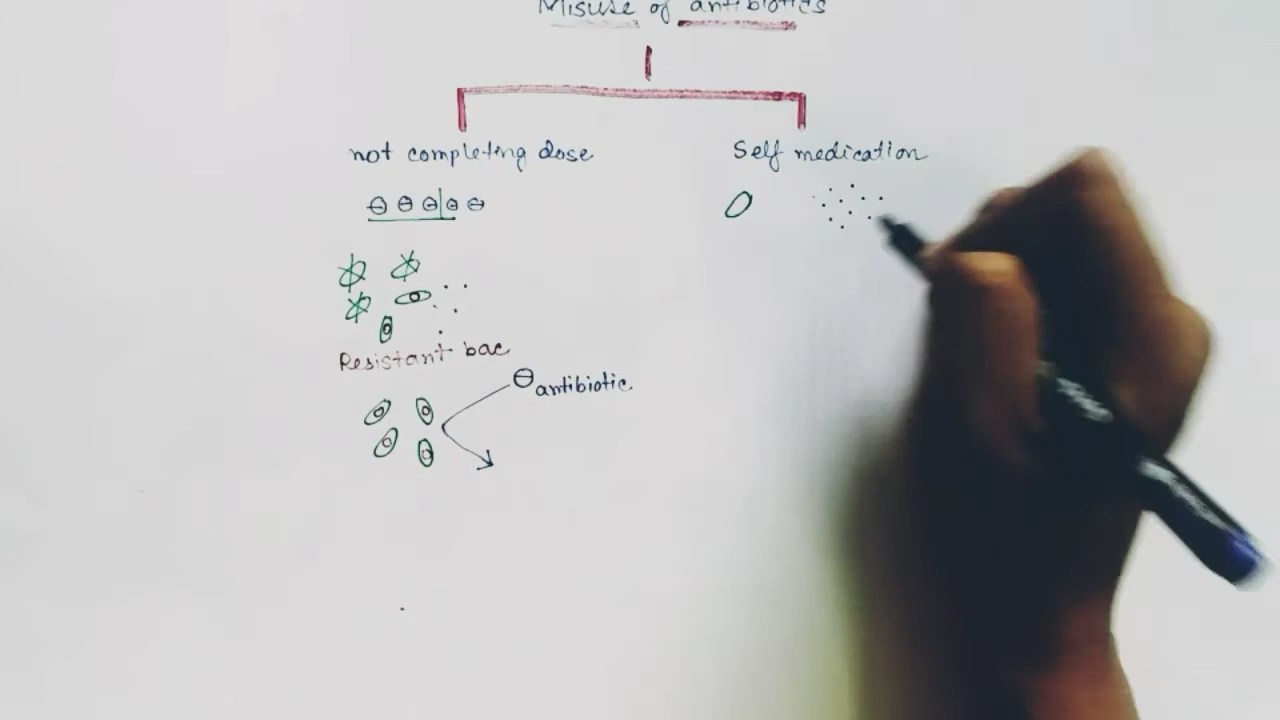 Misuse of antibiotics
not completing dose
Self medication
Resistant bac
antibiotic